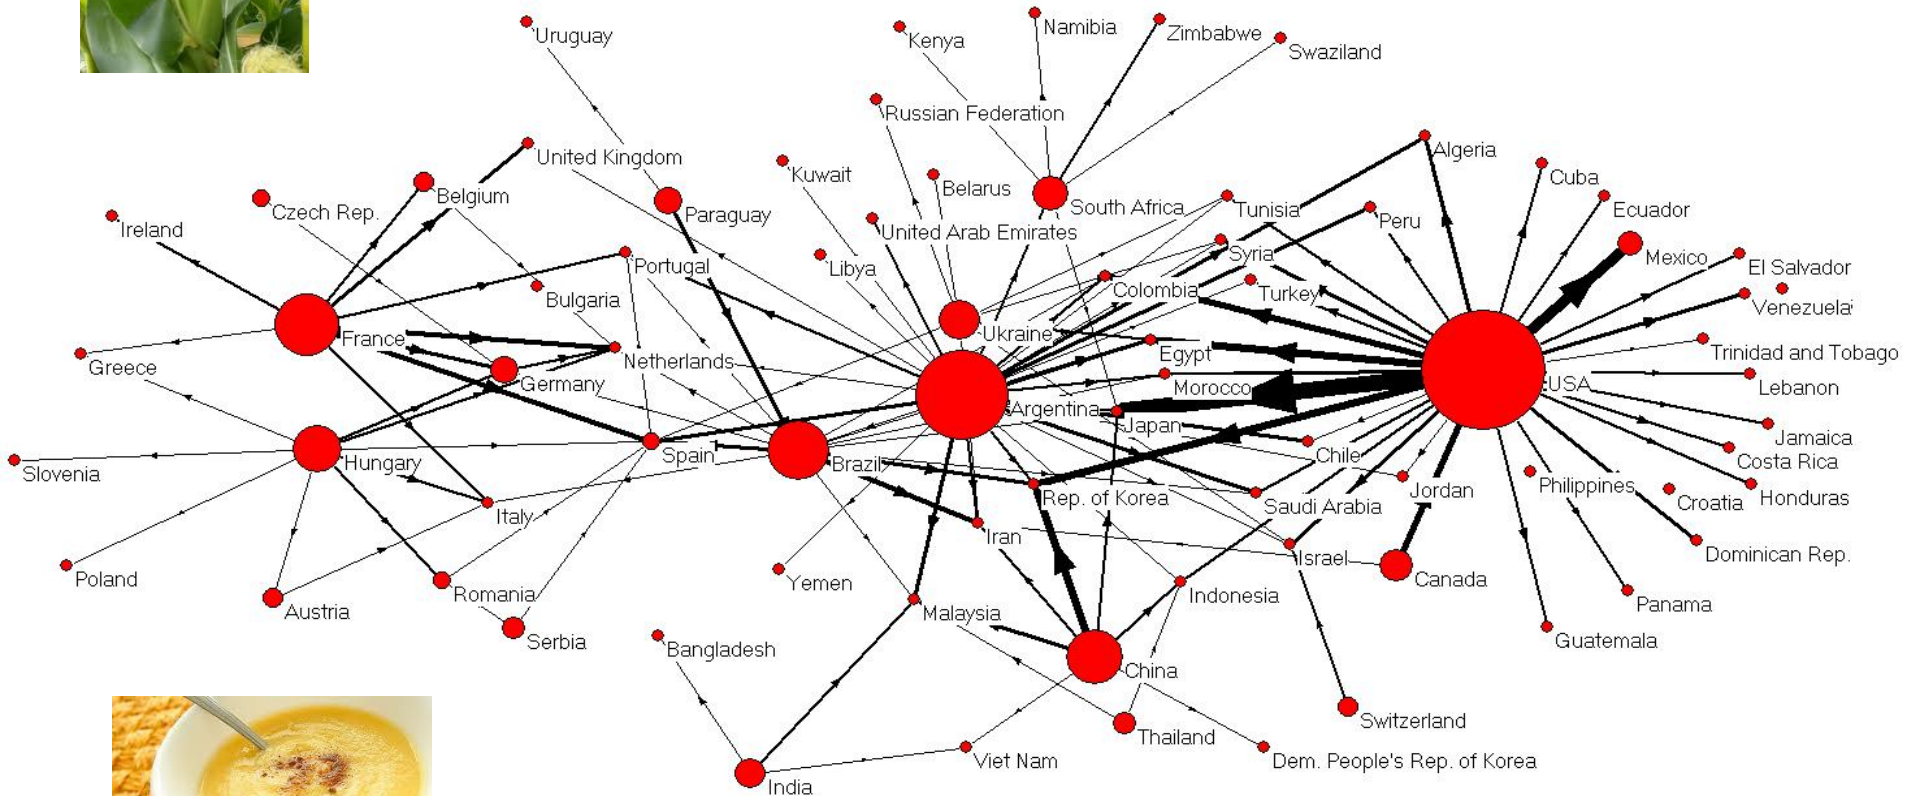 Uruguay
Kenya
Namibia
Zimbabwe
Swaziland
Russian Federation
United Kingdom
Algeria
Kuwait
Cuba
Belgium
Belarus
Czech Rep.
Paraguay
South Africa
Tunisia
Ecuador
Peru
Ireland
United Arab Emirates
Portugal
Libya
Syria
Mexico
El Salvador
Colombia
Turkey
Bulgaria
Venezuela
Ukraine
France
Egypt
Trinidad and Tobago
Greece
Netherlands
Germany
Morocco
USA
Lebanon
Argentina
Japan
Jamaica
Hungary
Spain
Brazil
Chile
Costa Rica
Slovenia
Rep. of Korea
Jordan
Philippines
Honduras
Croatia
Saudi Arabia
Italy
Iran
Israel
Dominican Rep.
Poland
Yemen
Canada
Romania
Indonesia
Panama
Austria
Malaysia
Serbia
Bangladesh
Guatemala
China
Switzerland
Thailand
Viet Nam
Dem. People's Rep. of Korea
India